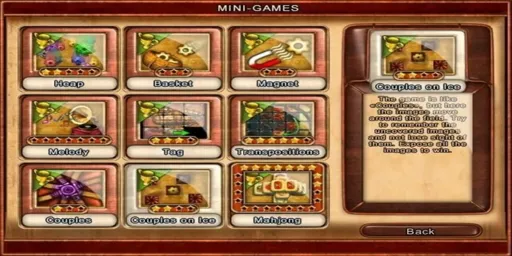 MINI-GAMES
Heap
Basket
Magnet
Melody
Tag
Transpositions
Couples
Couples on Ice
Mahjong
Couples on Ice
The game is like
«Couples», but here
the images move
around the field. Try
to remember the
uncovered images
and not lose sight of
them. Expose all the
images to win.
Back